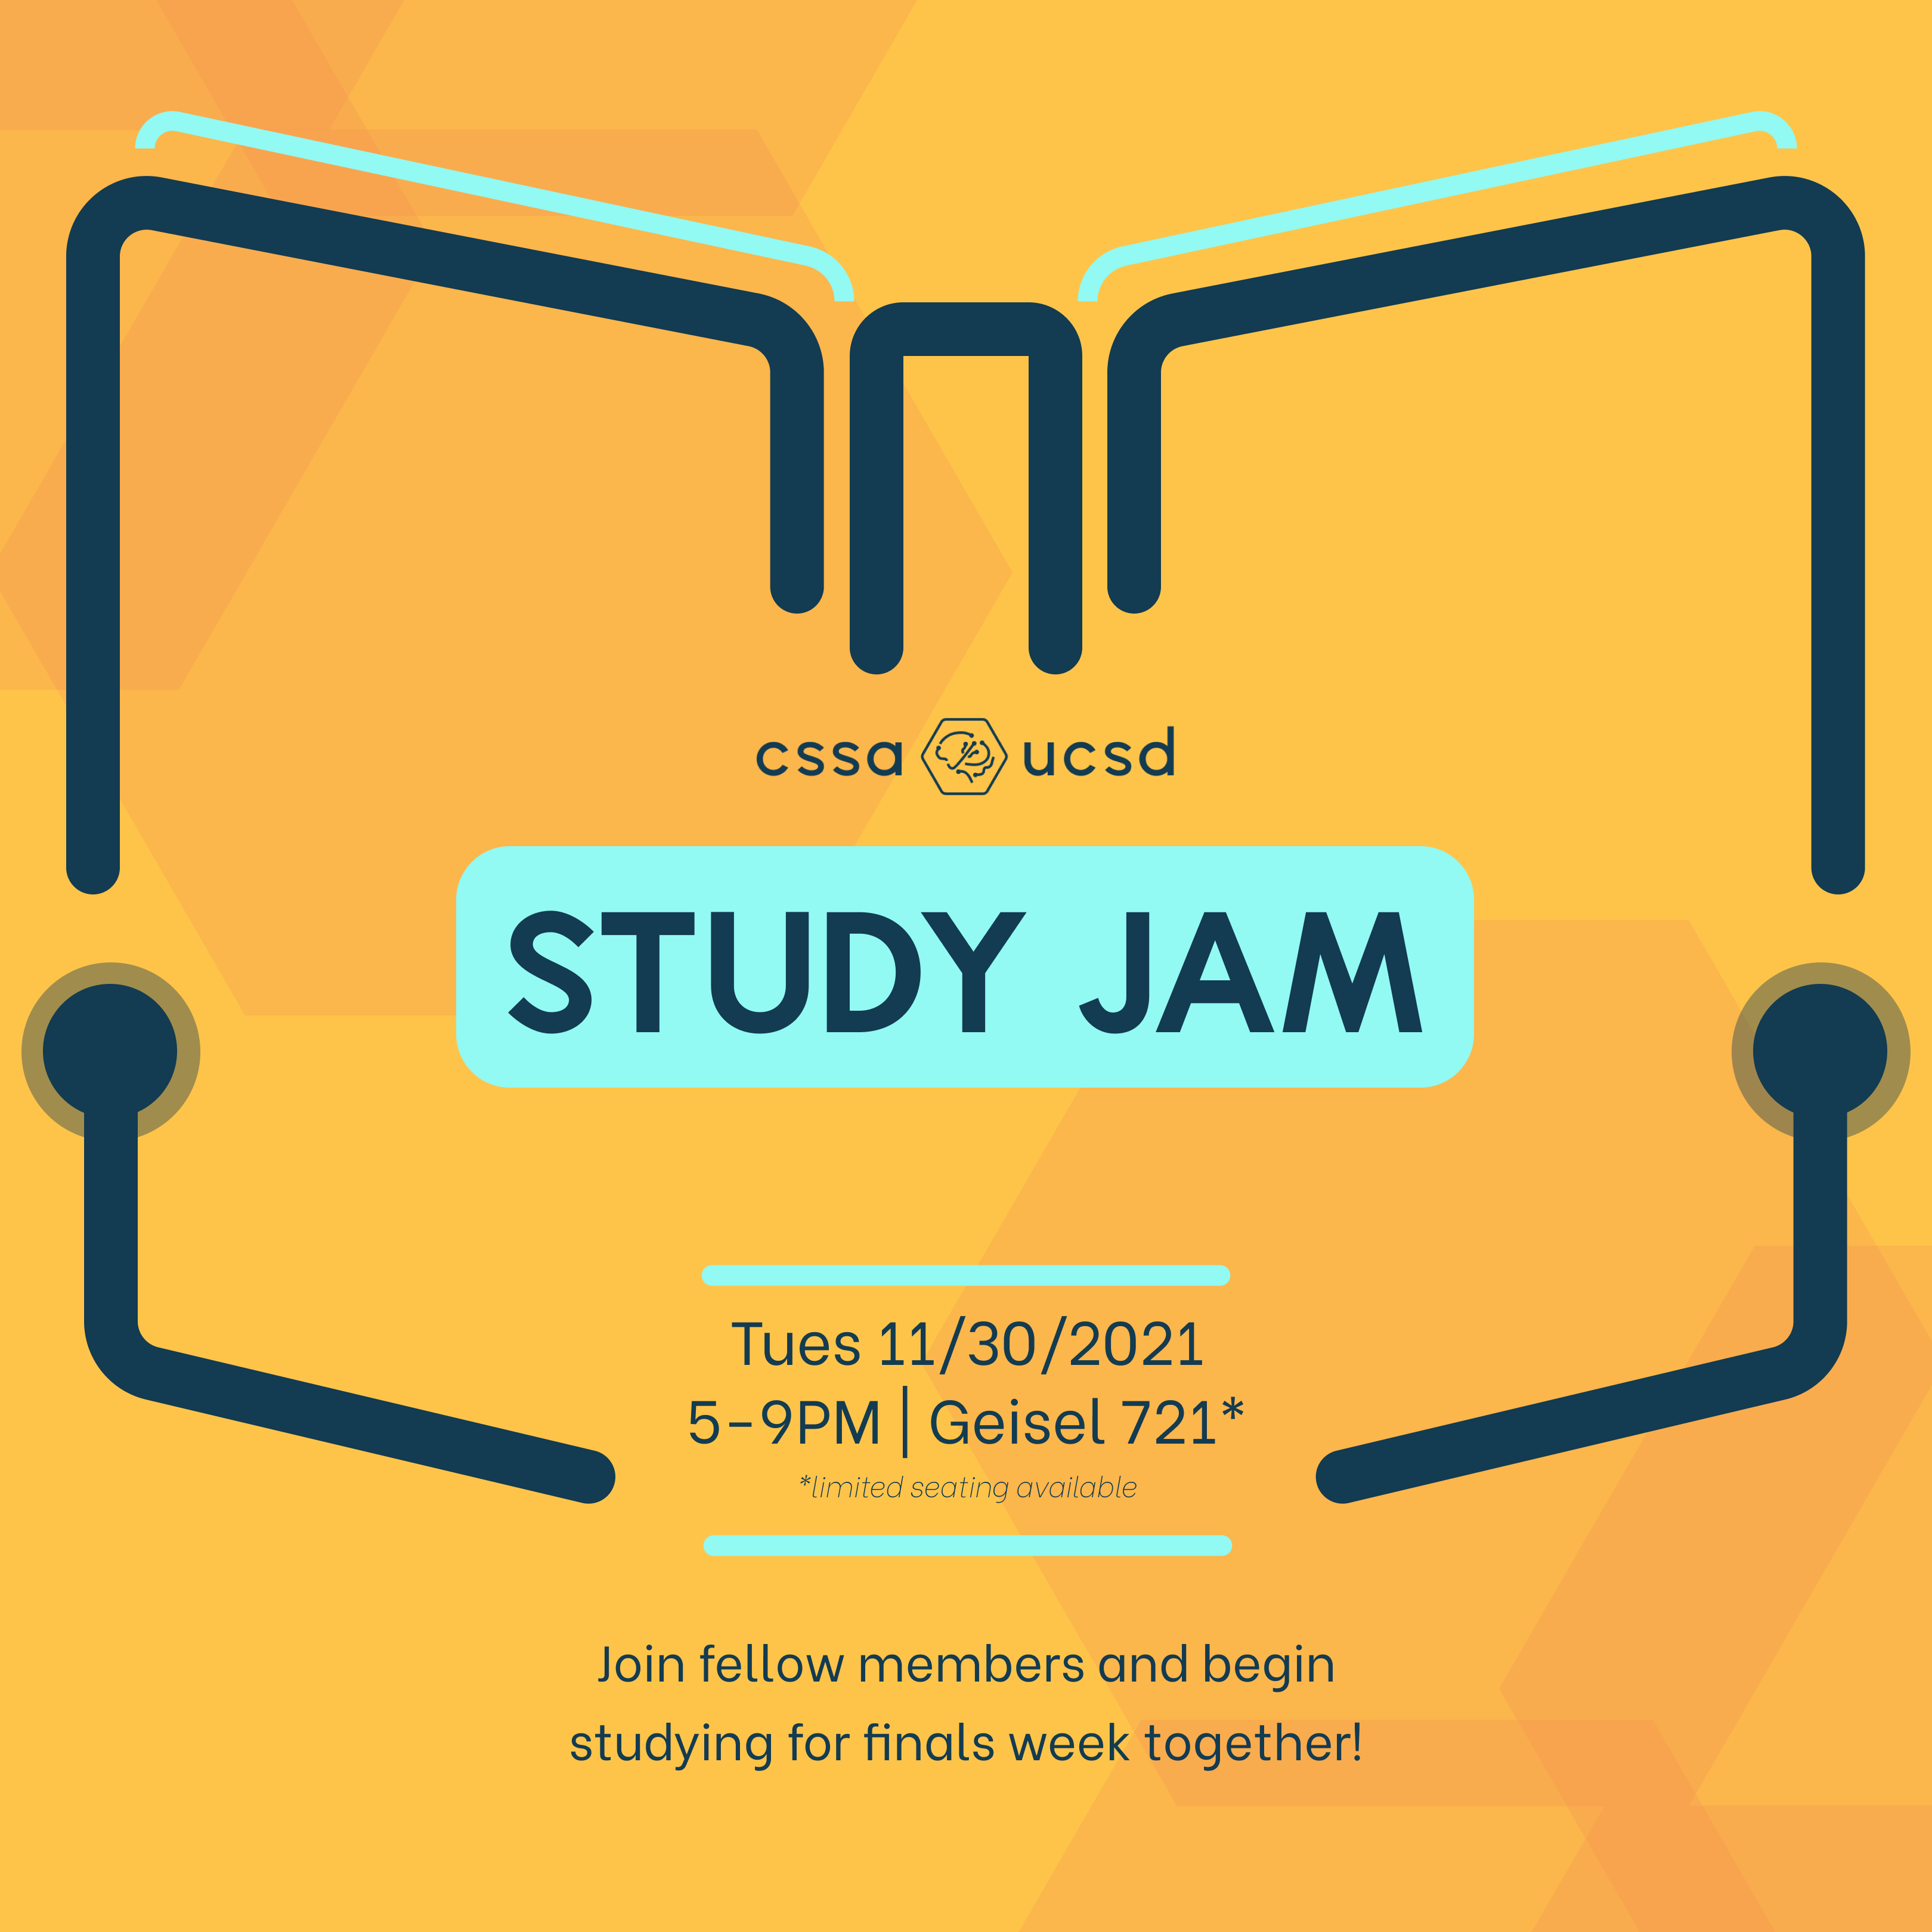 cssa ucsd
STUDY JAM
Tues 11/30/2021
5-9PM | Geisel 721*
*limited seating available
Join fellow members and begin
studying for finals week together!